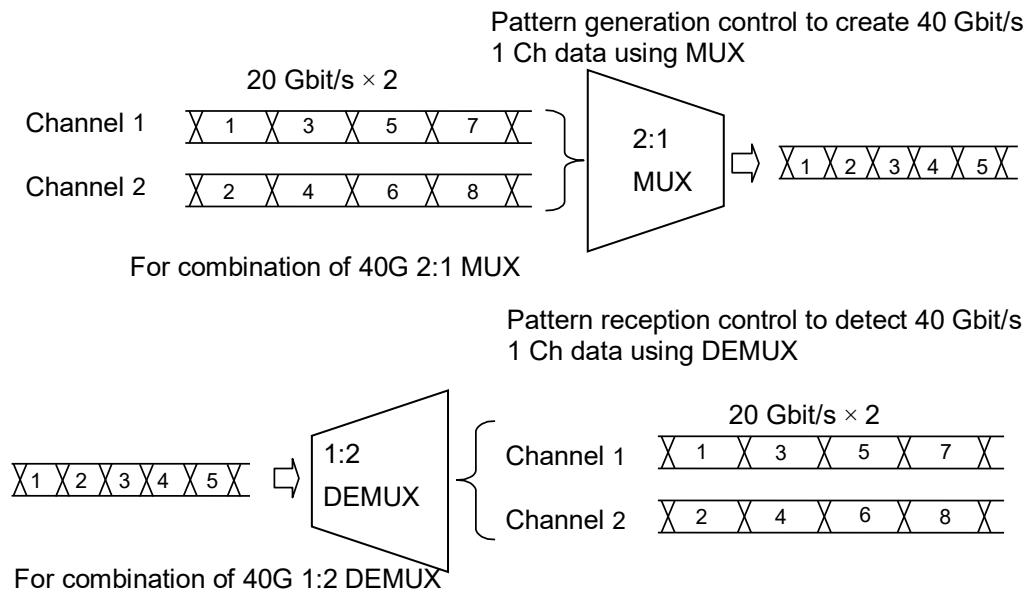 Pattern generation control to create 40 Gbit/s
1 Ch data using MUX
20 Gbit/s × 2
Channel 1
1 3 5 7
Channel 2
2 4 6 8
2:1
MUX
1 2 3 4 5
For combination of 40G 2:1 MUX
Pattern reception control to detect 40 Gbit/s
1 Ch data using DEMUX
1 2 3 4 5
1:2
DEMUX
20 Gbit/s × 2
Channel 1
1 3 5 7
Channel 2
2 4 6 8
For combination of 40G 1:2 DEMUX